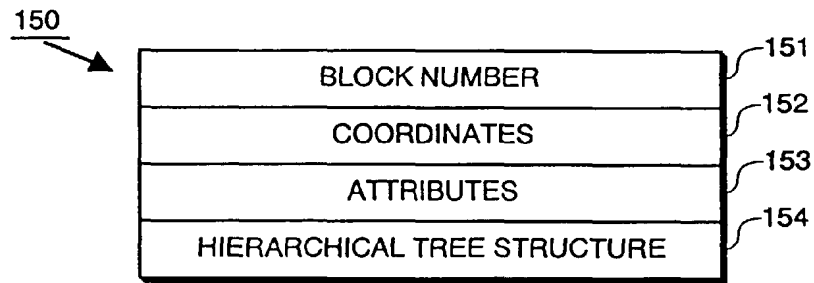 150
BLOCK NUMBER
151
COORDINATES
152
ATTRIBUTES
153
HIERARCHICAL TREE STRUCTURE
154